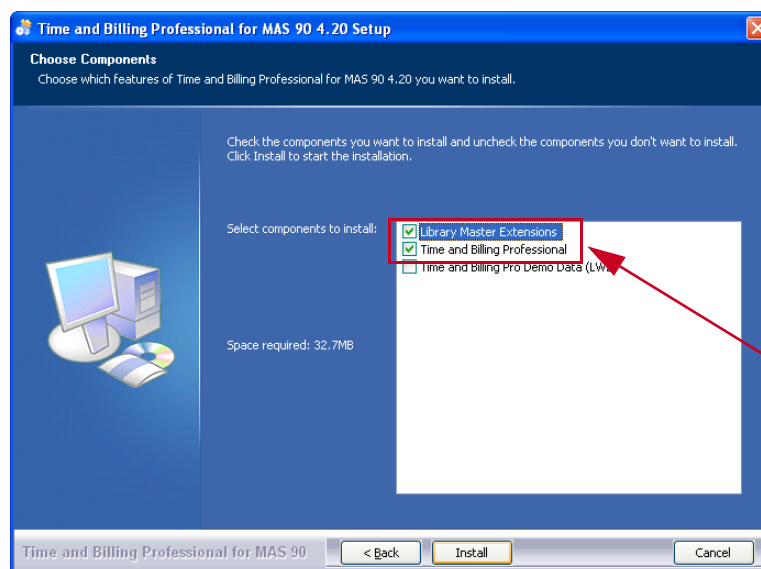 Time and Billing Professional for MAS 90 4.20 Setup
Choose Components
Choose which features of Time and Billing Professional for MAS 90 4.20 you want to install.
Check the components you want to install and uncheck the components you don't want to install.
Click Install to start the installation.
Select components to install:
Library Master Extensions
Time and Billing Professional
Time and Billing Pro Demo Data
Space required: 32.7MB
Time and Billing Professional for MAS 90
< Back
Install
Cancel